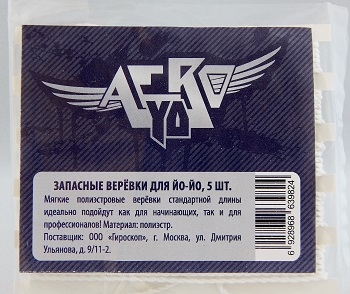 AERO
YO
ЗАПАСНЫЕ ВЕРЁВКИ ДЛЯ ЙО-ЙО, 5 ШТ.
Мягкие полиэстровые верёвки стандартной длины
идеально подойдут как для начинающих, так и для
профессионалов! Материал: полиэстр.
Поставщик: ООО «Гироскоп», г. Москва, ул. Дмитрия
Ульянова, д. 9/11-2.
6 928968 639824